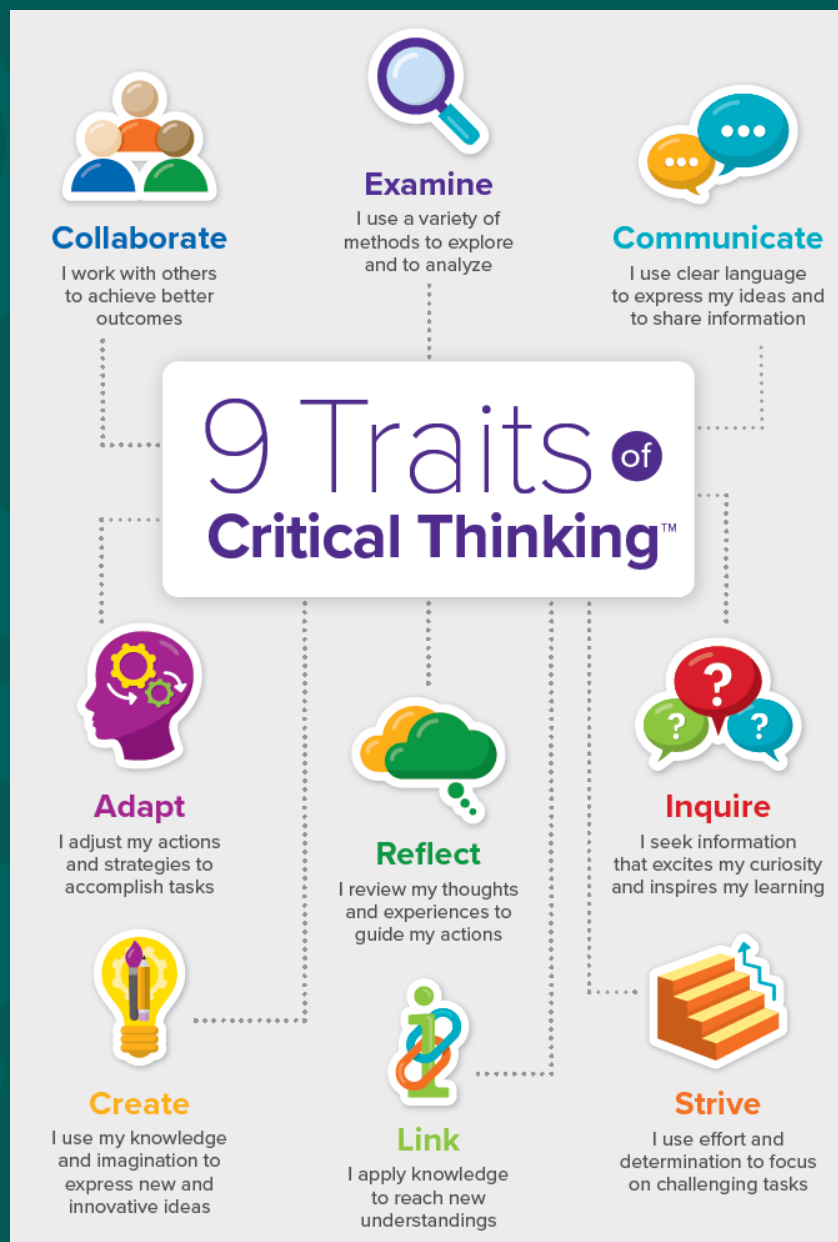 Collaborate
I work with others
to achieve better
outcomes
Examine
I use a variety of
methods to explore
and to analyze
Communicate
I use clear language
to express my ideas and
to share information
9 Traits of
Critical Thinking™
Adapt
I adjust my actions
and strategies to
accomplish tasks
Reflect
I review my thoughts
and experiences to
guide my actions
Inquire
I seek information
that excites my curiosity
and inspires my learning
Create
I use my knowledge
and imagination to
express new and
innovative ideas
Link
I apply knowledge
to reach new
understandings
Strive
I use effort and
determination to focus
on challenging tasks